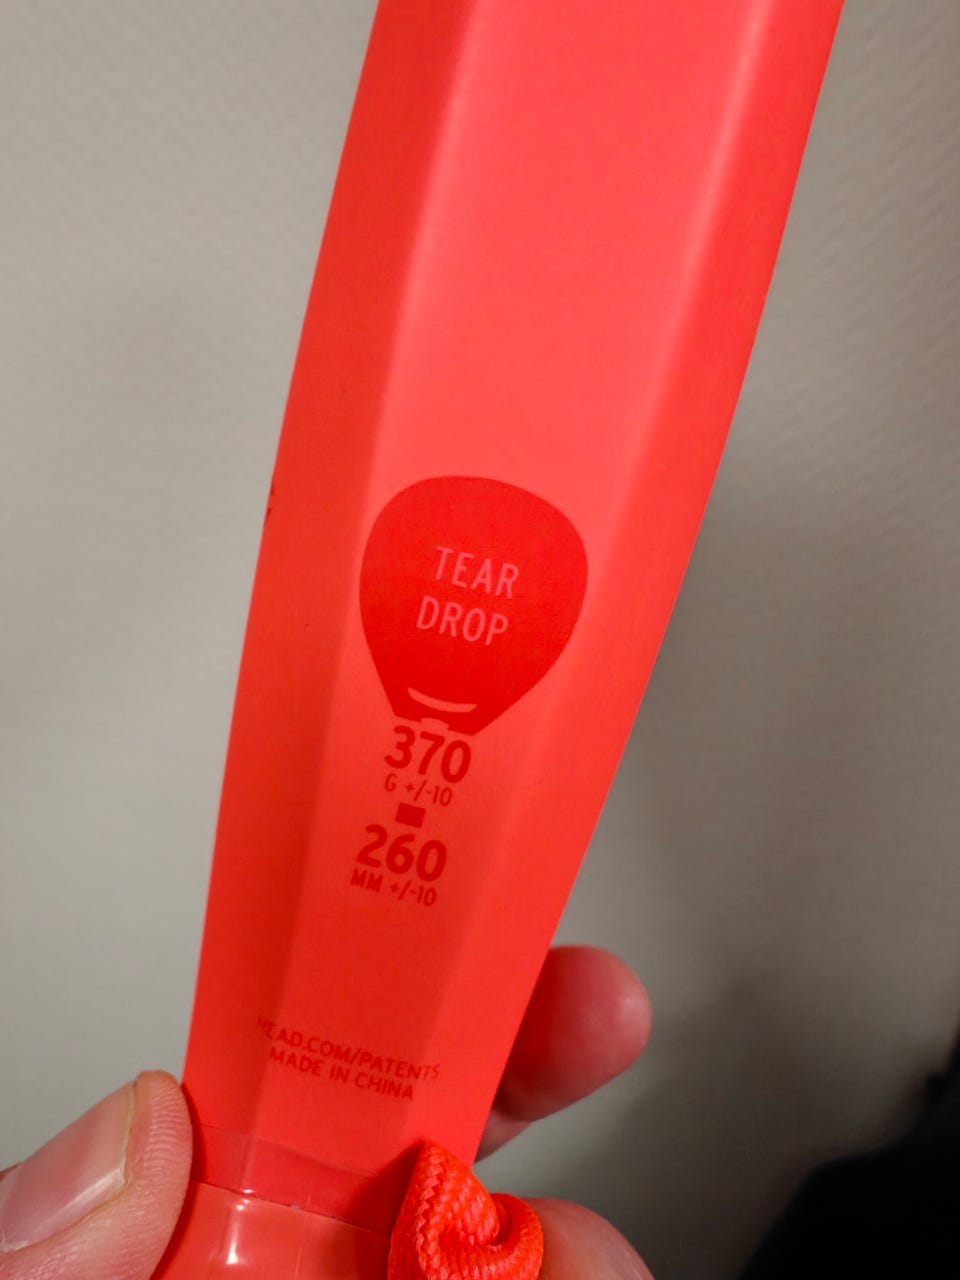 TEAR
DROP
370
G +/-10
260
MM +/-10
HEAD.COM/PATENTS
MADE IN CHINA